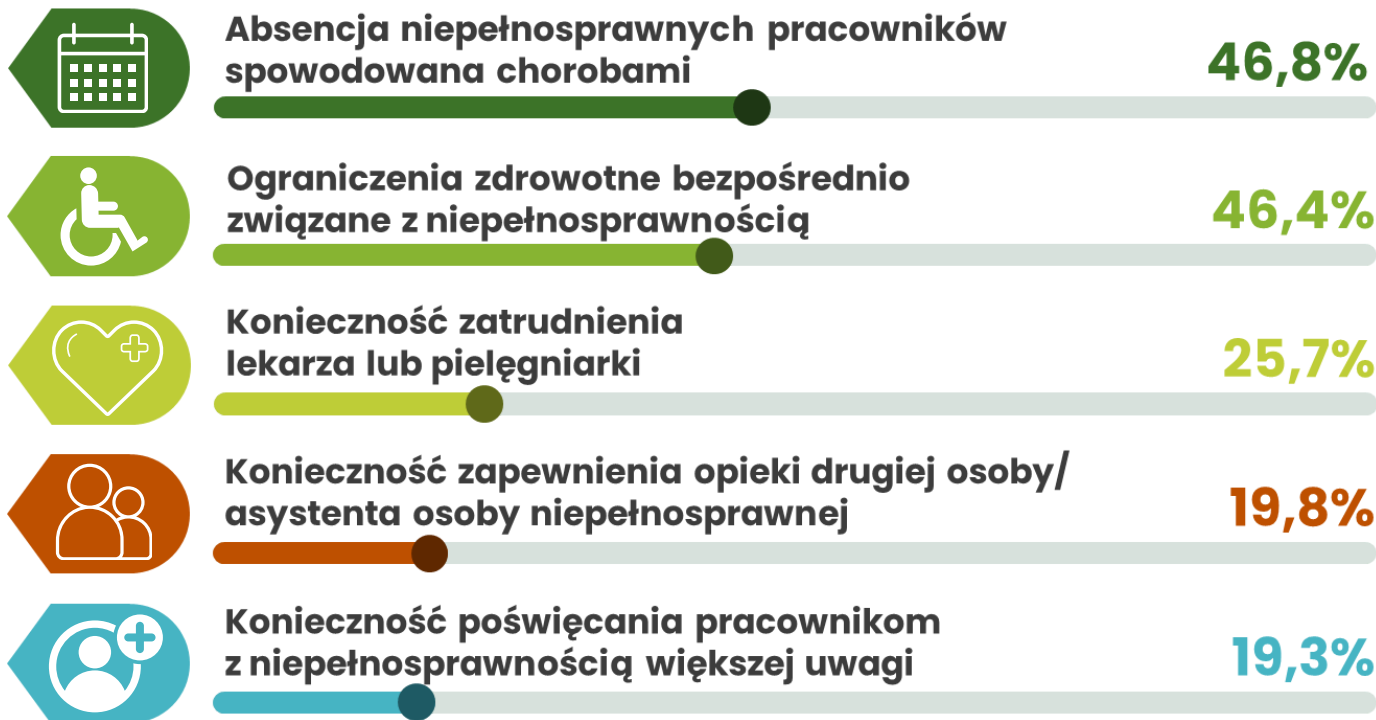 Absencja niepełnosprawnych pracowników
spowodowana chorobami
46,8%
Ograniczenia zdrowotne bezpośrednio
związane z niepełnosprawnością
46,4%
Konieczność zatrudnienia
lekarza lub pielęgniarki
25,7%
Konieczność zapewnienia opieki drugiej osoby/
asystenta osoby niepełnosprawnej
19,8%
Konieczność poświęcania pracownikom
z niepełnosprawnością większej uwagi
19,3%